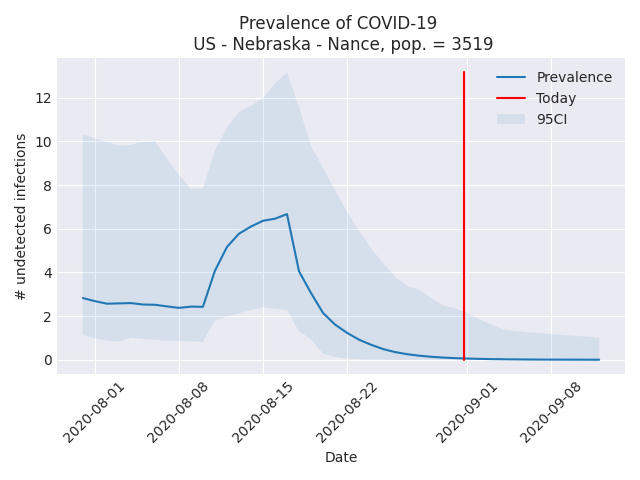 Prevalence of COVID-19
US - Nebraska - Nance, pop. = 3519
Prevalence
Today
95CI
12
10
8
6
4
2
0
# undetected infections
2020-08-01
2020-08-08
2020-08-15
2020-08-22
2020-09-01
2020-09-08
Date